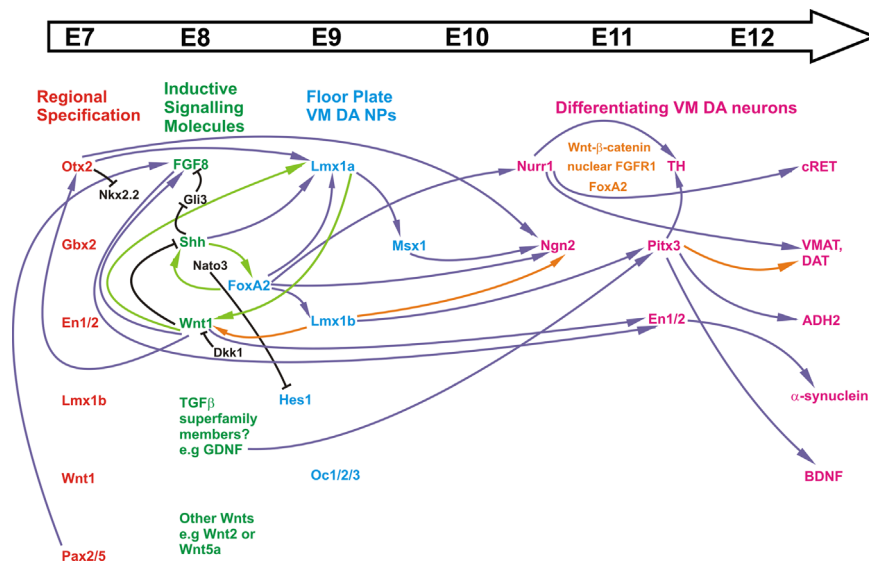 E7 E8 E9 E10 E11 E12
Regional
Specification
Inductive
Signalling
Molecules
Floor Plate
VM DA NPs
Differentiating VM DA neurons
Otx2
Nkx2.2
Gbx2
En1/2
Lmx1b
Wnt1
Pax2/5
FGF8
Gli3
Shh
Nato3
Wnt1
Dkk1
TGFβ
superfamily
members?
e.g GDNF
Other Wnts
e.g Wnt2 or
Wnt5a
Lmx1a
Msx1
FoxA2
Lmx1b
Hes1
Oc1/2/3
Nurr1
Wnt-β-catenin
nuclear FGFR1
FoxA2
TH
Ngn2
Pitx3
En1/2
cRET
VMAT,
DAT
ADH2
α-synuclein
BDNF